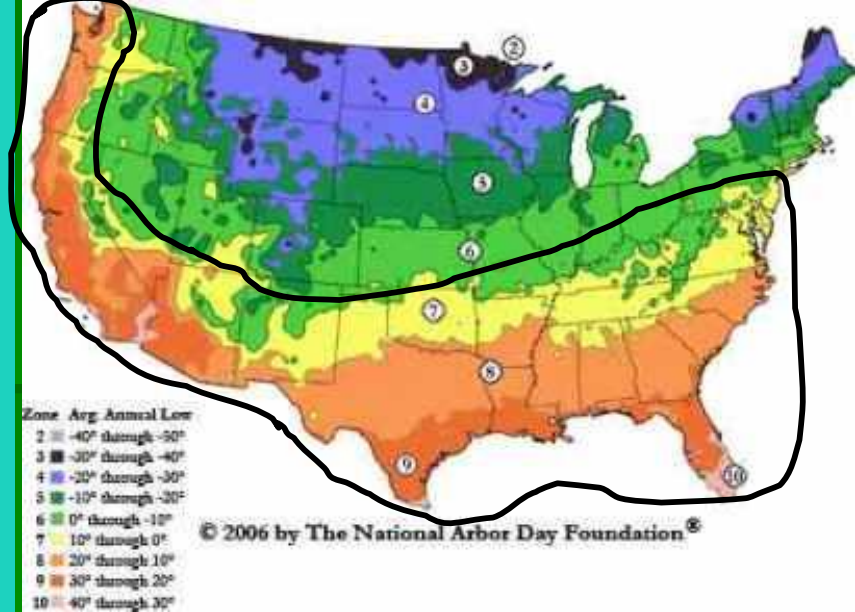 2
3
4
5
6
7
8
9
10
Zone Avg. Annual Low
2 -40° through -50°
3 -30° through -40°
4 -20° through -30°
5 -10° through -20°
6 0° through -10°
7 10° through 0°
8 20° through 10°
9 30° through 20°
10 40° through 30°
© 2006 by The National Arbor Day Foundation®